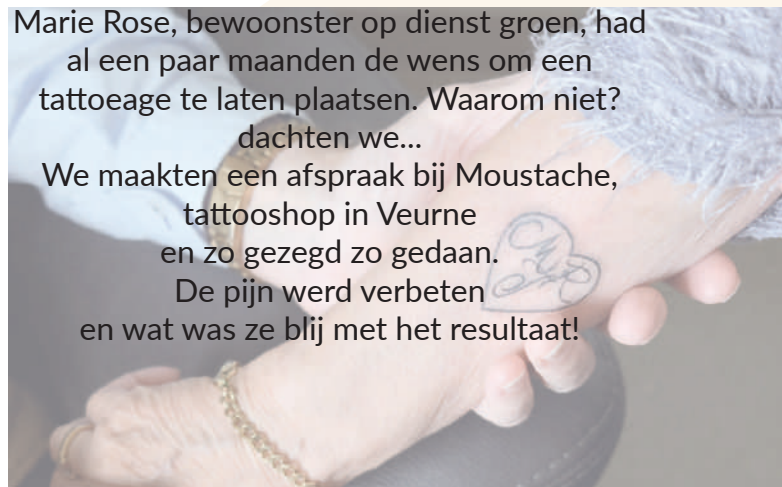 Marie Rose, bewoonster op dienst groen, had
al een paar maanden de wens om een
tattoeage te laten plaatsen. Waarom niet?
dachten we...
We maakten een afspraak bij Moustache,
tattooshop in Veurne
en zo gezegd zo gedaan.
De pijn werd verbeten
en wat was ze blij met het resultaat!